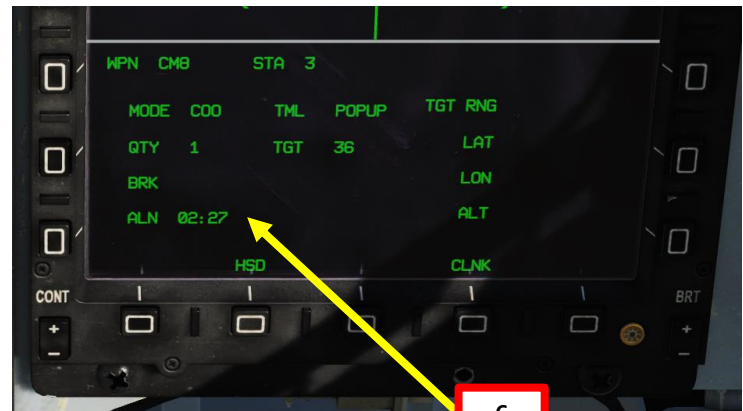 WPN CM8 STA 3
MODE COO TML POPUP TGT RNG
QTY 1 TGT 36 LAT
BRK LON
ALN 02:27 ALT
HSD CLNK
CONT BRT
+ +
- -